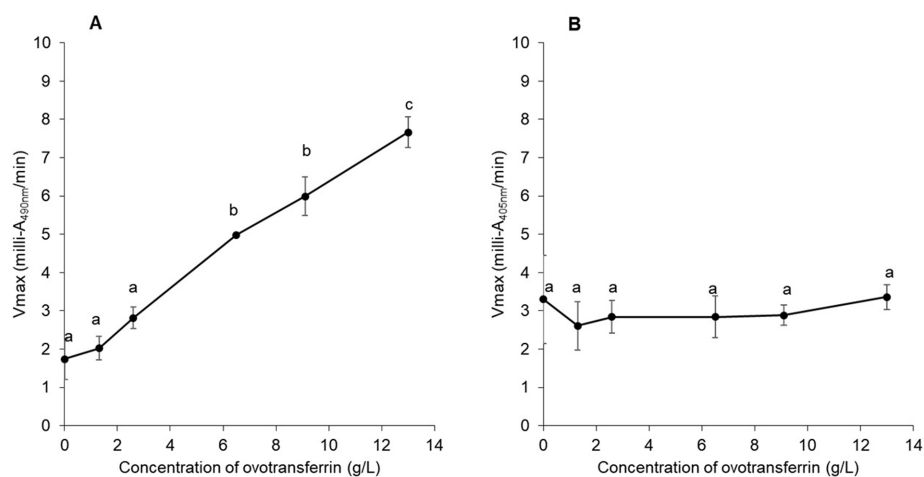 A
10
9
8
7
6
5
4
3
2
1
0
Vmax (milli-A490nm/min)
a
a
a
b
b
c
0 2 4 6 8 10 12 14
Concentration of ovotransferrin (g/L)
B
10
9
8
7
6
5
4
3
2
1
0
Vmax (milli-A405nm/min)
a
a
a
a
a
a
0 2 4 6 8 10 12 14
Concentration of ovotransferrin (g/L)